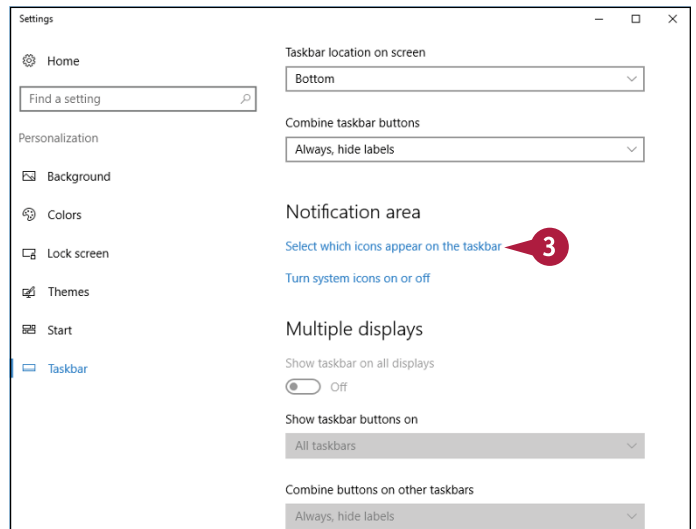 Settings
Home
Find a setting
Personalization
Background
Colors
Lock screen
Themes
Start
Taskbar
Taskbar location on screen
Bottom
Combine taskbar buttons
Always, hide labels
Notification area
Select which icons appear on the taskbar
3
Turn system icons on or off
Multiple displays
Show taskbar on all displays
Off
Show taskbar buttons on
All taskbars
Combine buttons on other taskbars
Always, hide labels